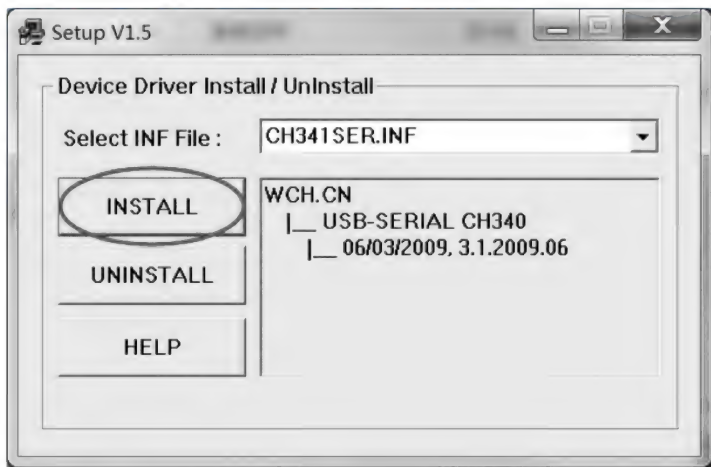 Setup V1.5
Device Driver Install / UnInstall
Select INF File :
CH341SER.INF
INSTALL
WCH.CN
|__ USB-SERIAL CH340
|__ 06/03/2009, 3.1.2009.06
UNINSTALL
HELP